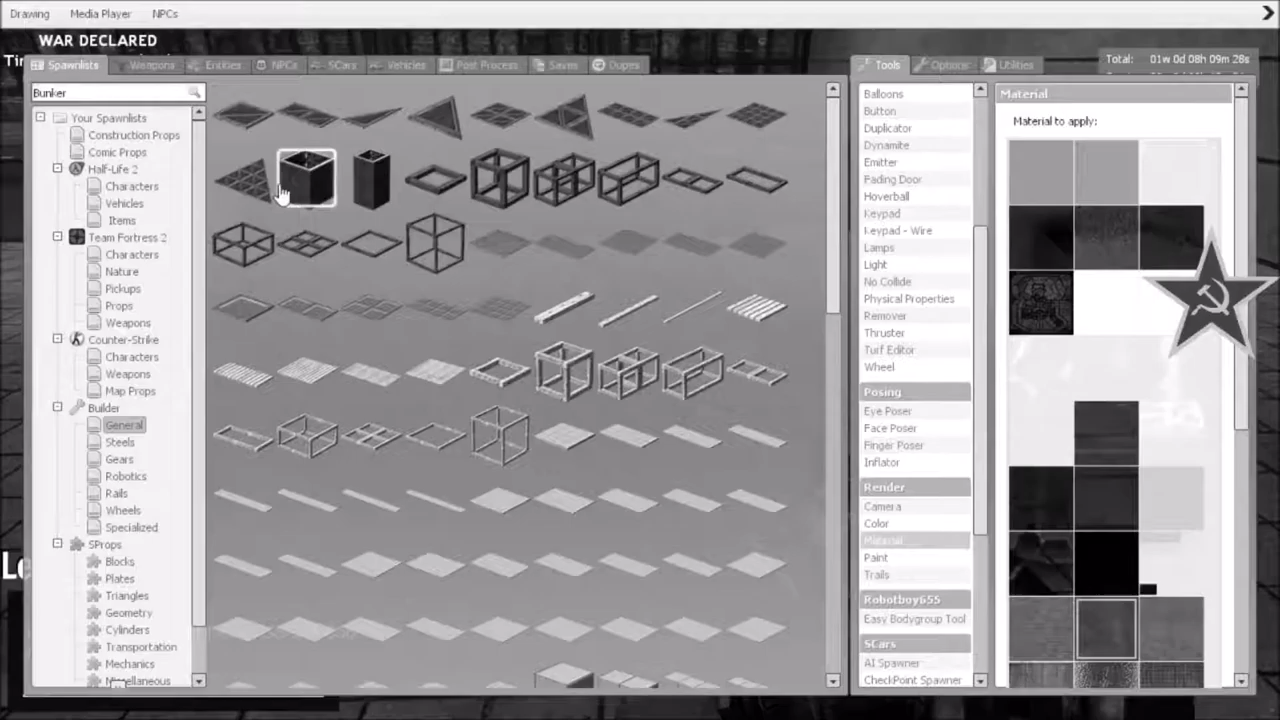 Drawing Media Player NPCs
WAR DECLARED
Tir
Spawnlists Weapons Entities NPCs SCars Vehicles Post Process Saves Dupes
Tools Options Utilities
Total: 01w 0d 08h 09m 28s
Bunker
Your Spawnlists
Construction Props
Comic Props
Half-Life 2
Characters
Vehicles
Items
Team Fortress 2
Characters
Nature
Pickups
Props
Weapons
Counter-Strike
Characters
Weapons
Map Props
Builder
General
Steels
Gears
Robotics
Rails
Wheels
Specialized
SProps
Blocks
Plates
Triangles
Geometry
Cylinders
Transportation
Mechanics
Miscellaneous
Le
Balloons
Button
Duplicator
Dynamite
Emitter
Fading Door
Hoverball
Keypad
Keypad - Wire
Lamps
Light
No Collide
Physical Properties
Remover
Thruster
Turf Editor
Wheel
Posing
Eye Poser
Face Poser
Finger Poser
Inflator
Render
Camera
Color
Material
Paint
Trails
Robotboy655
Easy Bodygroup Tool
SCars
AI Spawner
CheckPoint Spawner
Material
Material to apply: